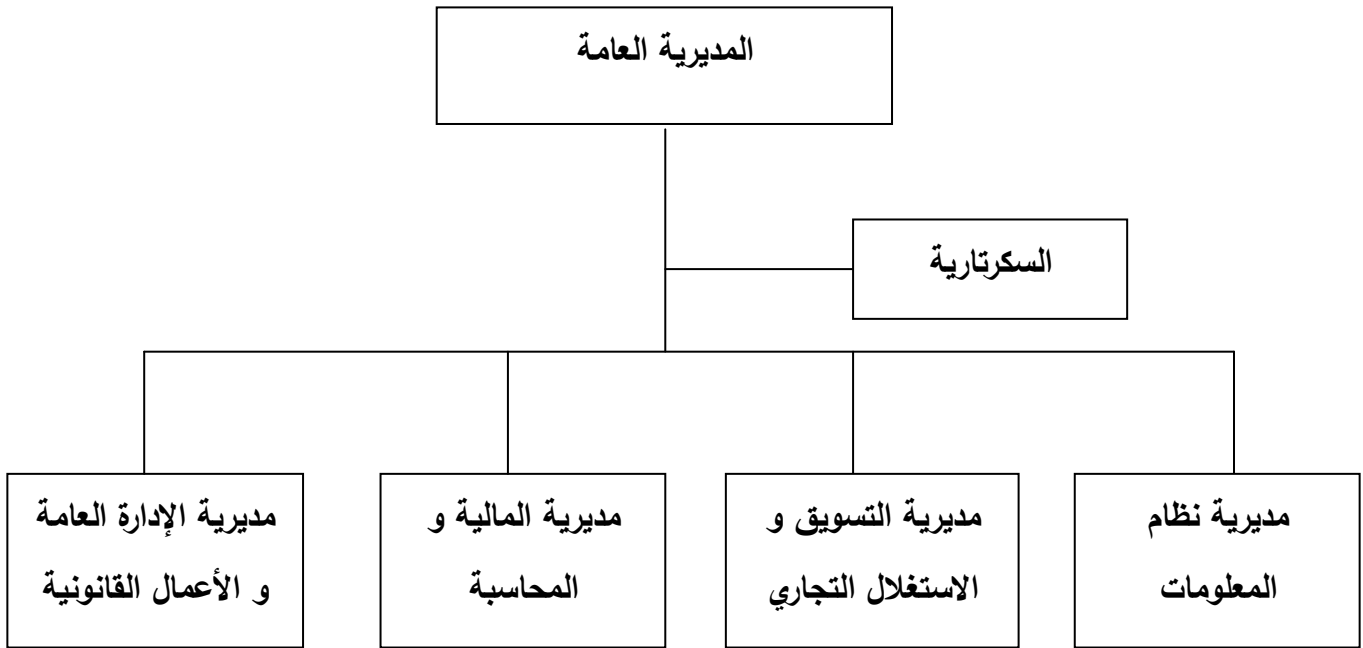 المديرية العامة
السكرتارية
مديرية نظام
المعلومات
مديرية التسويق و
الاستغلال التجاري
مديرية المالية و
المحاسبة
مديرية الإدارة العامة
و الأعمال القانونية